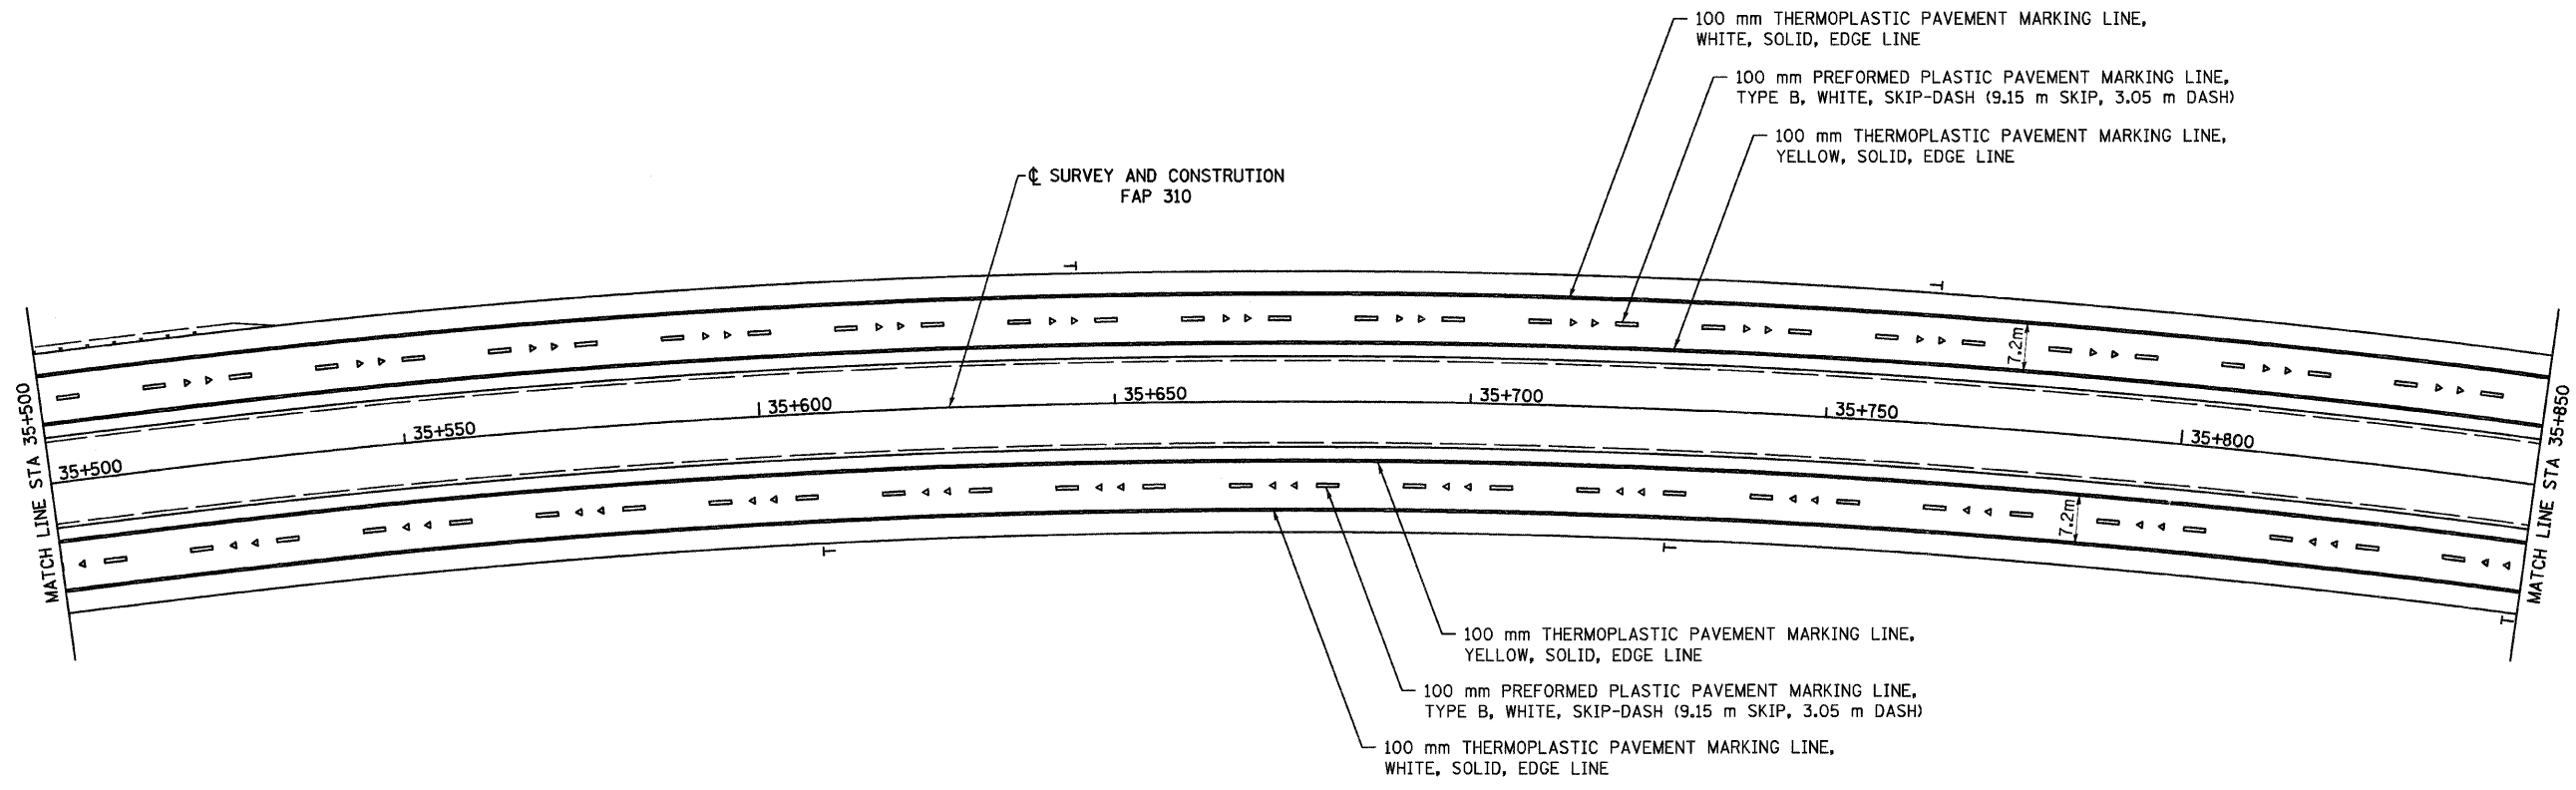 100 mm THERMOPLASTIC PAVEMENT MARKING LINE,
WHITE, SOLID, EDGE LINE
100 mm PREFORMED PLASTIC PAVEMENT MARKING LINE,
TYPE B, WHITE, SKIP-DASH (9.15 m SKIP, 3.05 m DASH)
100 mm THERMOPLASTIC PAVEMENT MARKING LINE,
YELLOW, SOLID, EDGE LINE
℄ SURVEY AND CONSTRUTION
FAP 310
7.2m
MATCH LINE STA 35+500
35+500
35+550
35+600
35+650
35+700
35+750
35+800
MATCH LINE STA 35+850
7.2m
100 mm THERMOPLASTIC PAVEMENT MARKING LINE,
YELLOW, SOLID, EDGE LINE
100 mm PREFORMED PLASTIC PAVEMENT MARKING LINE,
TYPE B, WHITE, SKIP-DASH (9.15 m SKIP, 3.05 m DASH)
100 mm THERMOPLASTIC PAVEMENT MARKING LINE,
WHITE, SOLID, EDGE LINE